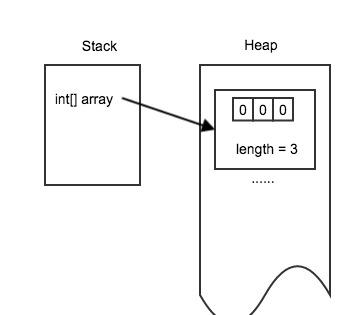 Stack
Heap
int[] array
0 0 0
length = 3
......